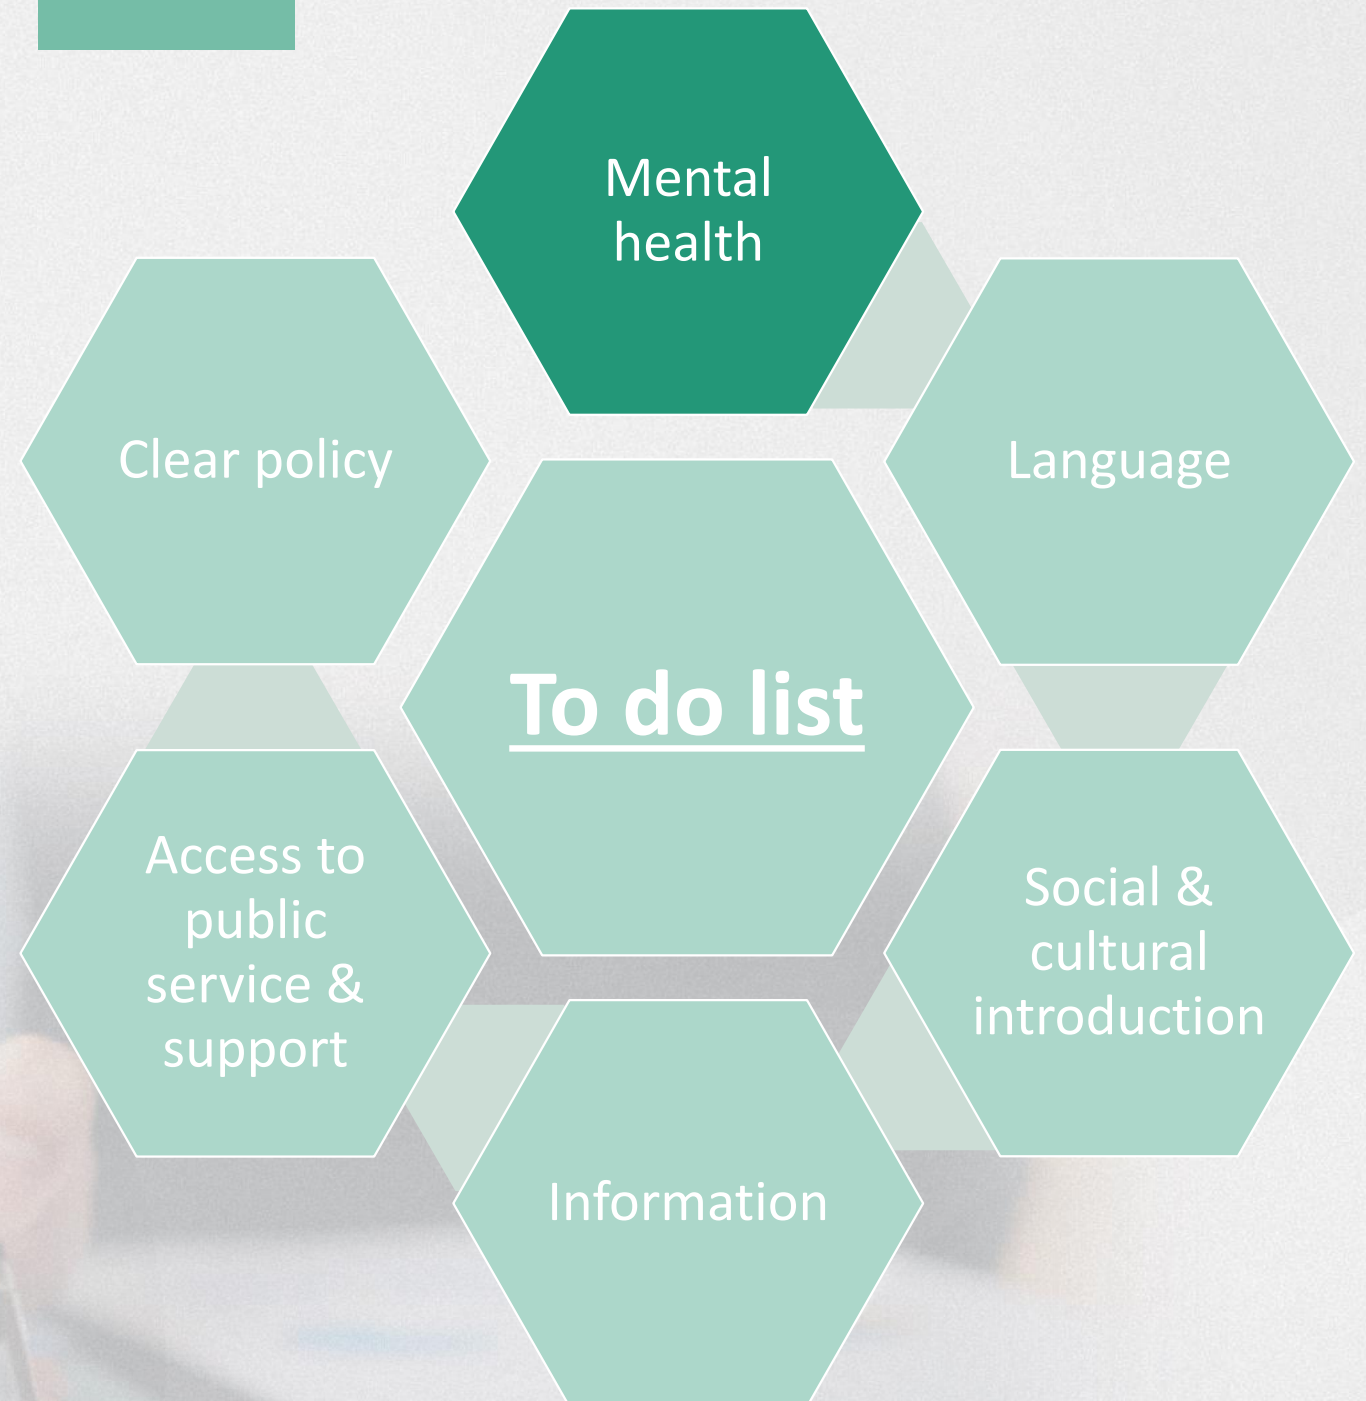 Mental
health
Language
Social &
cultural
introduction
Information
Access to
public
service &
support
Clear policy
To do list